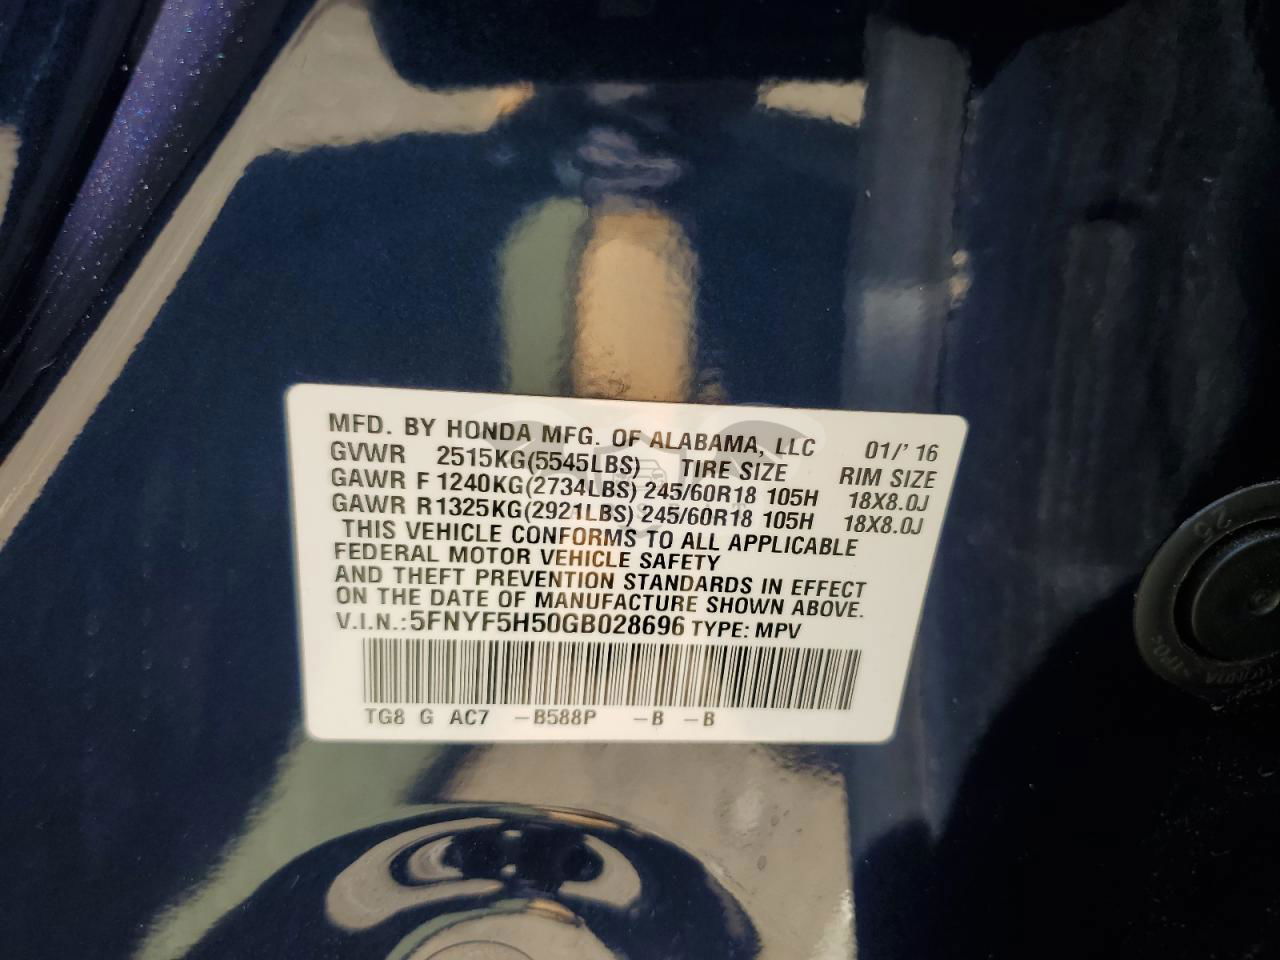 MFD. BY HONDA MFG. OF ALABAMA, LLC 01/' 16
GVWR 2515KG(5545LBS) TIRE SIZE RIM SIZE
GAWR F 1240KG(2734LBS) 245/60R18 105H 18X8.0J
GAWR R1325KG(2921LBS) 245/60R18 105H 18X8.0J
THIS VEHICLE CONFORMS TO ALL APPLICABLE
FEDERAL MOTOR VEHICLE SAFETY
AND THEFT PREVENTION STANDARDS IN EFFECT
ON THE DATE OF MANUFACTURE SHOWN ABOVE.
V.I.N.:5FNYF5H50GB028696 TYPE: MPV
TG8 G AC7 -B588P -B -B
25